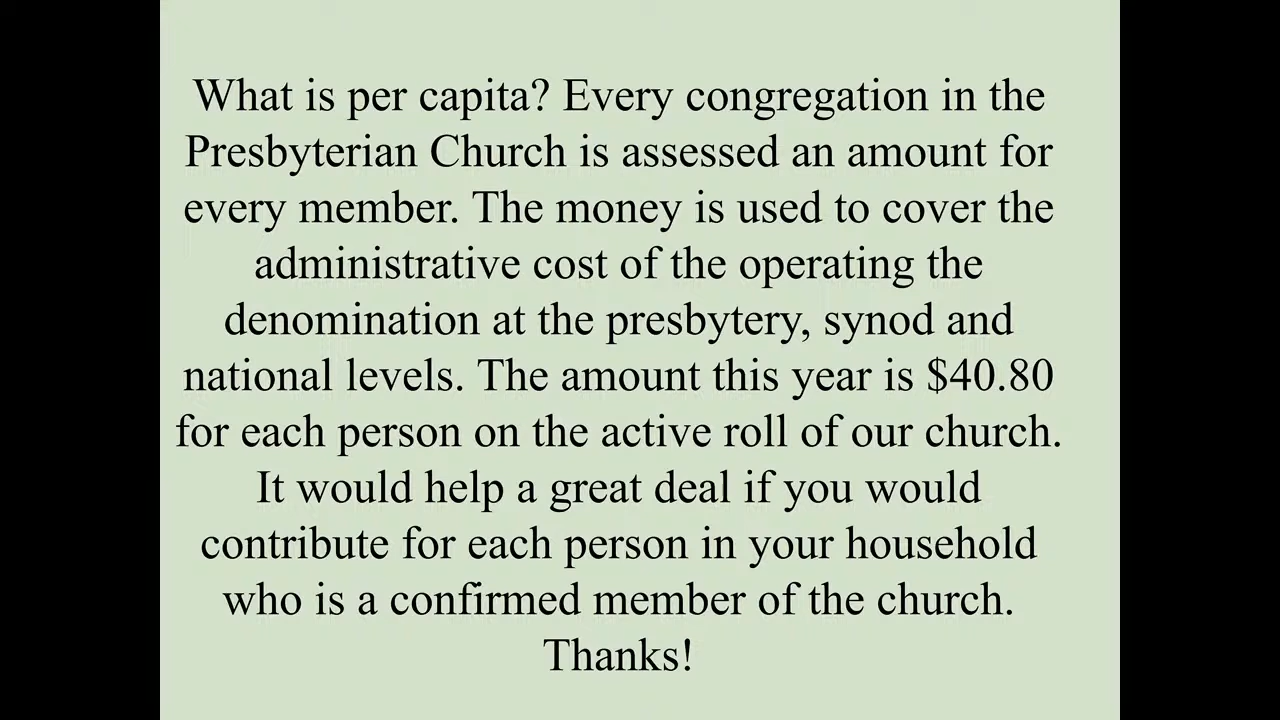 What is per capita? Every congregation in the
Presbyterian Church is assessed an amount for
every member. The money is used to cover the
administrative cost of the operating the
denomination at the presbytery, synod and
national levels. The amount this year is $40.80
for each person on the active roll of our church.
It would help a great deal if you would
contribute for each person in your household
who is a confirmed member of the church.
Thanks!